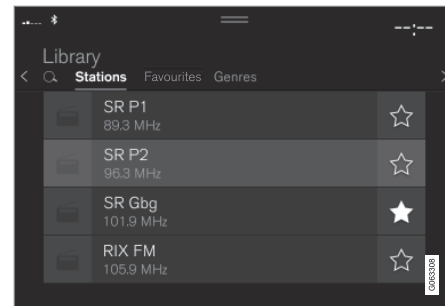 --:--
Library
Stations Favourites Genres
SR P1
89.3 MHz
SR P2
96.3 MHz
SR Gbg
101.9 MHz
RIX FM
105.9 MHz
G063308